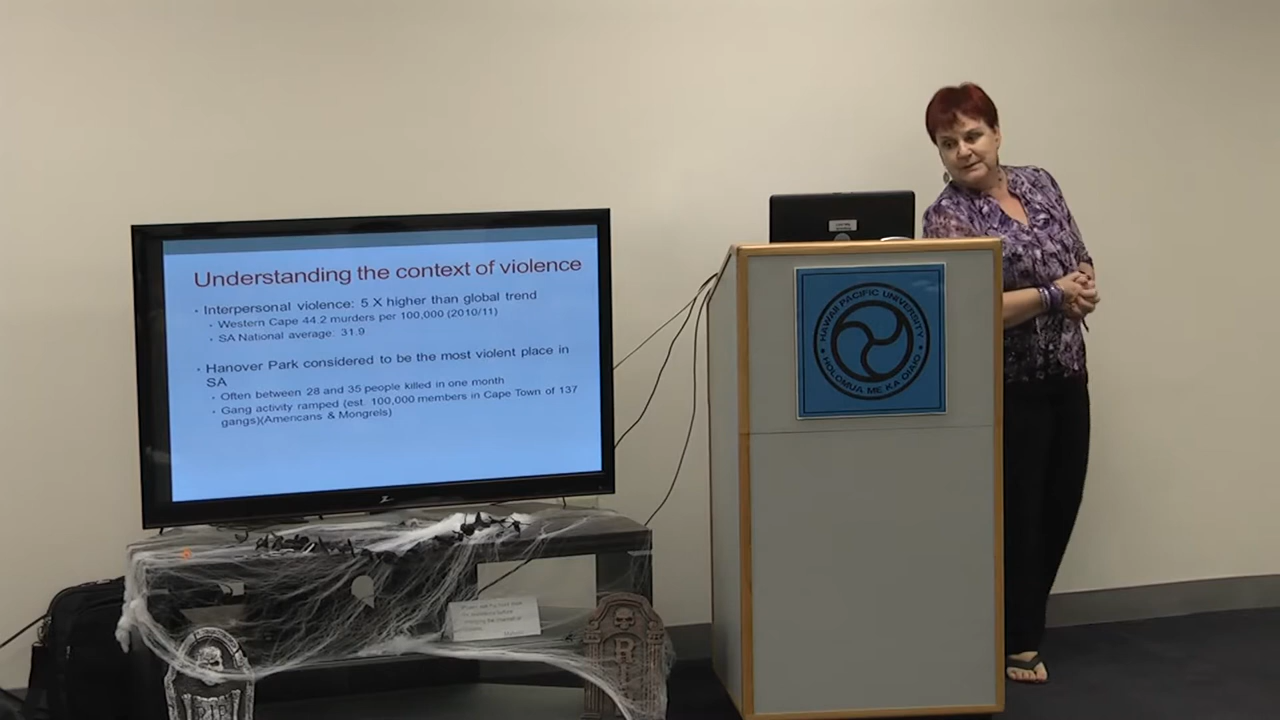 Understanding the context of violence
Interpersonal violence: 5 X higher than global trend
Western Cape 44.2 murders per 100,000 (2010/11)
SA National average: 31.9
Hanover Park considered to be the most violent place in
SA
Often between 28 and 35 people killed in one month
Gang activity ramped (est. 100,000 members in Cape Town of 137
gangs)(Americans & Mongrels)
HAWAII PACIFIC UNIVERSITY
HOLOMUA ME KA OIAIO
RIP
R